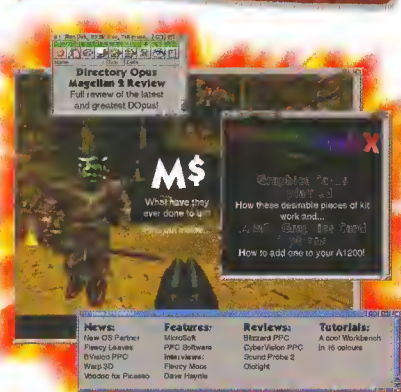 Directory Opus
Magellan 2 Review
Full review of the latest
and greatest DOpus!
M$
What have they
ever done to
X
Graphics
How these desirable pieces of kit
work and...
Graphics Card
How to add one to your A1200!
News:
New OS Partner
Fleecy Leaves
BVision PPC
Warp 3D
Voodoo for Picasso
Features:
MicroSoft
PPC Software
Interviews:
Fleecy Moss
Dave Haynie
Reviews:
Blizzard PPC
CyberVision PPC
Sound Probe 2
Olofight
Tutorials:
A cool Workbench
in 16 colours